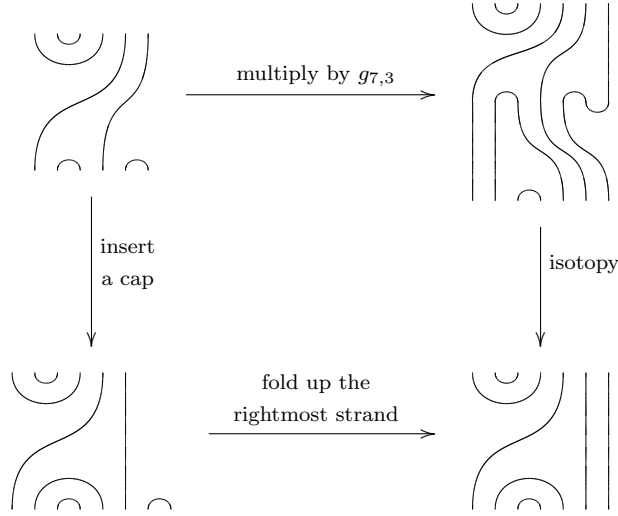 multiply by g_{7,3}
insert
a cap
isotopy
fold up the
rightmost strand